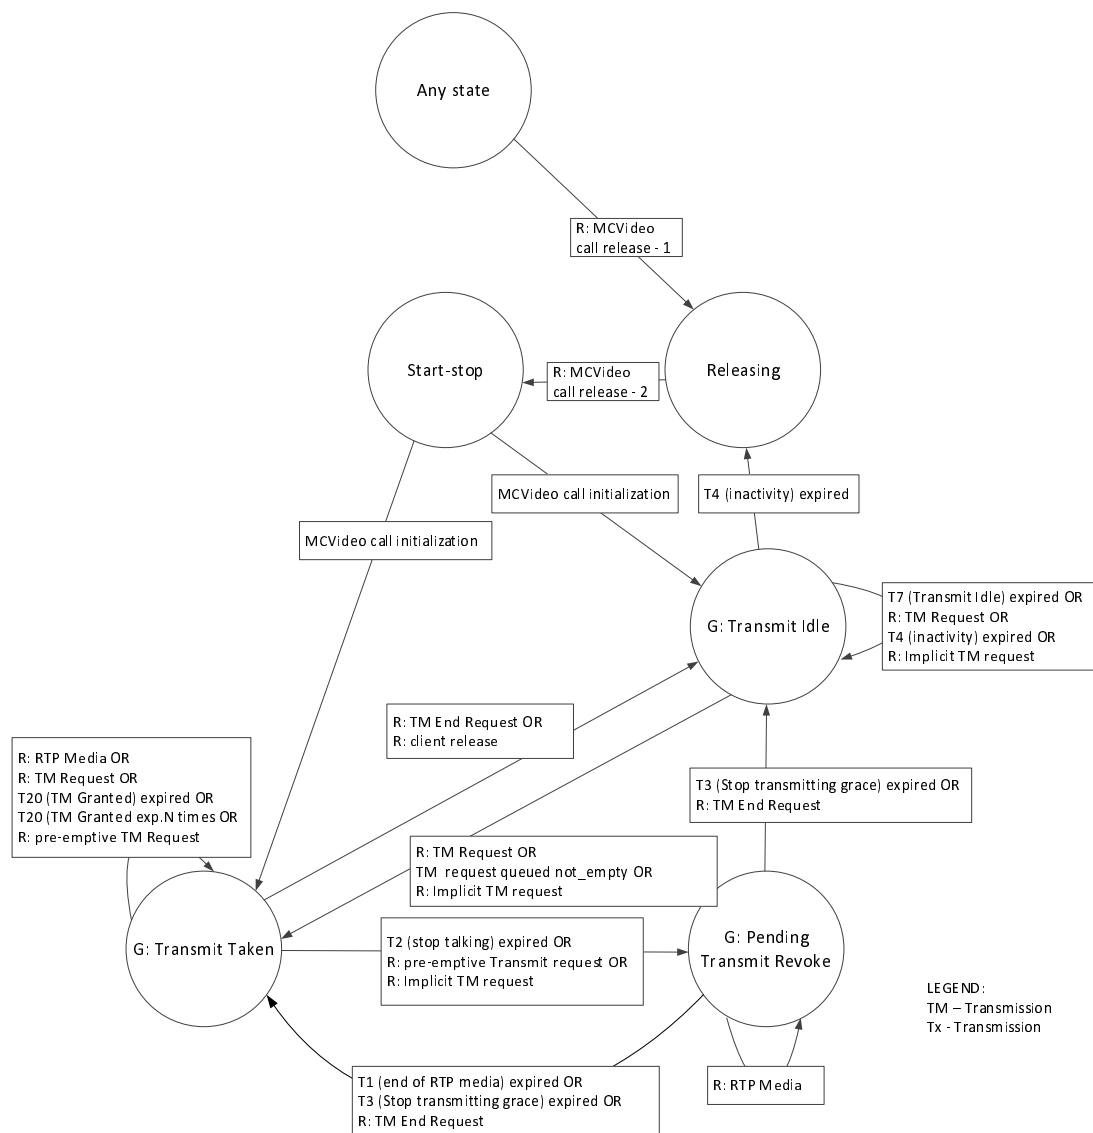 Any state
R: MCVideo
call release - 1
Start-stop
R: MCVideo
call release - 2
Releasing
MCVideo call initialization
T4 (inactivity) expired
MCVideo call initialization
G: Transmit Idle
T7 (Transmit Idle) expired OR
R: TM Request OR
T4 (inactivity) expired OR
R: Implicit TM request
R: TM End Request OR
R: client release
R: RTP Media OR
R: TM Request OR
T20 (TM Granted) expired OR
T20 (TM Granted exp.N times OR
R: pre-emptive TM Request
T3 (Stop transmitting grace) expired OR
R: TM End Request
R: TM Request OR
TM request queued not_empty OR
R: Implicit TM request
G: Transmit Taken
T2 (stop talking) expired OR
R: pre-emptive Transmit request OR
R: Implicit TM request
G: Pending
Transmit Revoke
LEGEND:
TM – Transmission
Tx - Transmission
T1 (end of RTP media) expired OR
T3 (Stop transmitting grace) expired OR
R: TM End Request
R: RTP Media